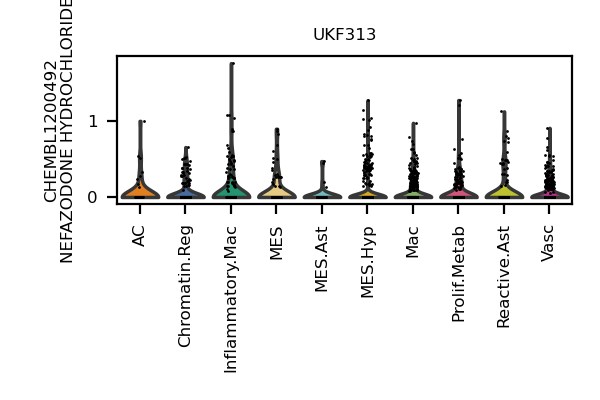 UKF313
CHEMBL1200492
NEFAZODONE HYDROCHLORIDE
1
0
AC
Chromatin.Reg
Inflammatory.Mac
MES
MES.Ast
MES.Hyp
Mac
Prolif.Metab
Reactive.Ast
Vasc